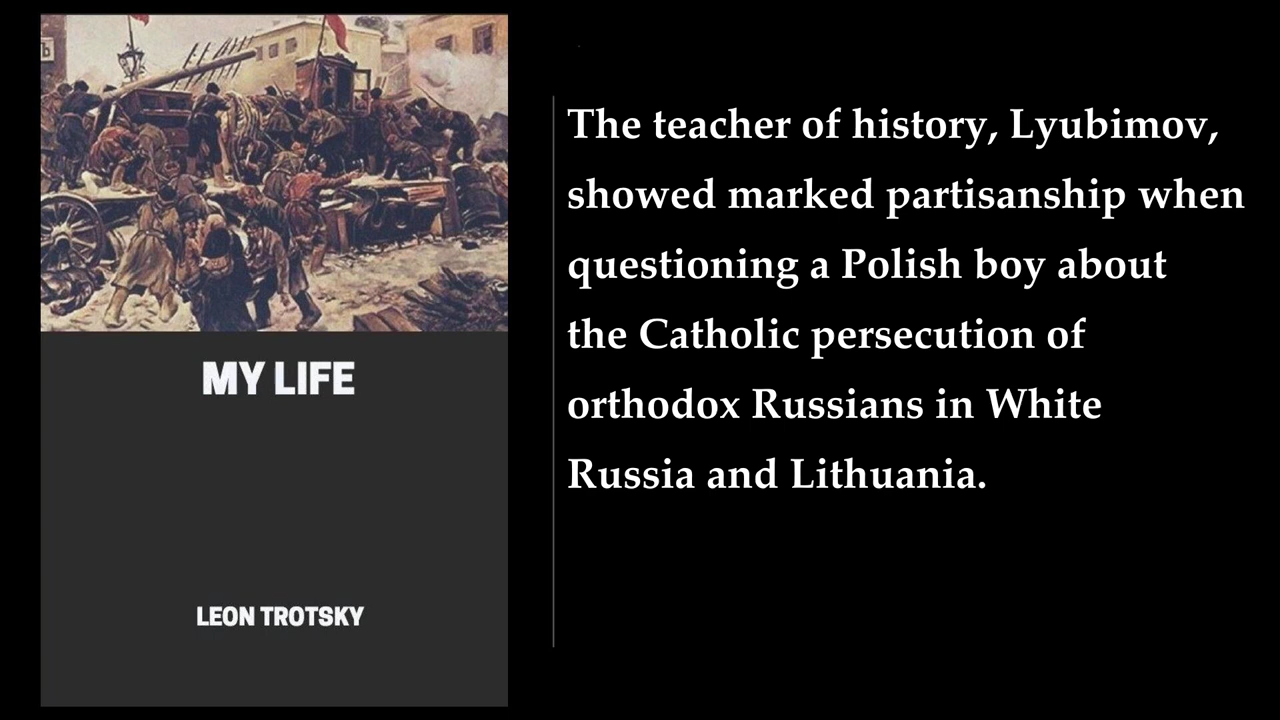 MY LIFE
LEON TROTSKY
The teacher of history, Lyubimov,
showed marked partisanship when
questioning a Polish boy about
the Catholic persecution of
orthodox Russians in White
Russia and Lithuania.